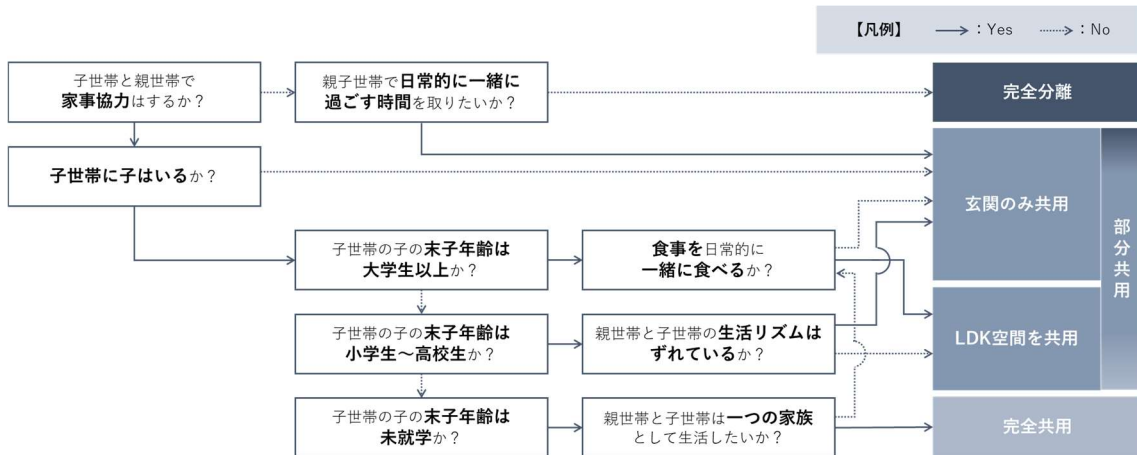 【凡例】 ：Yes ：No
子世帯と親世帯で
家事協力はするか？
親子世帯で日常的に一緒に
過ごす時間を取りたいか？
完全分離
子世帯に子はいるか？
玄関のみ共用
部分共用
子世帯の子の末子年齢は
大学生以上か？
食事を日常的に
一緒に食べるか？
子世帯の子の末子年齢は
小学生～高校生か？
親世帯と子世帯の生活リズムは
ずれているか？
LDK空間を共用
子世帯の子の末子年齢は
未就学か？
親世帯と子世帯は一つの家族
として生活したいか？
完全共用